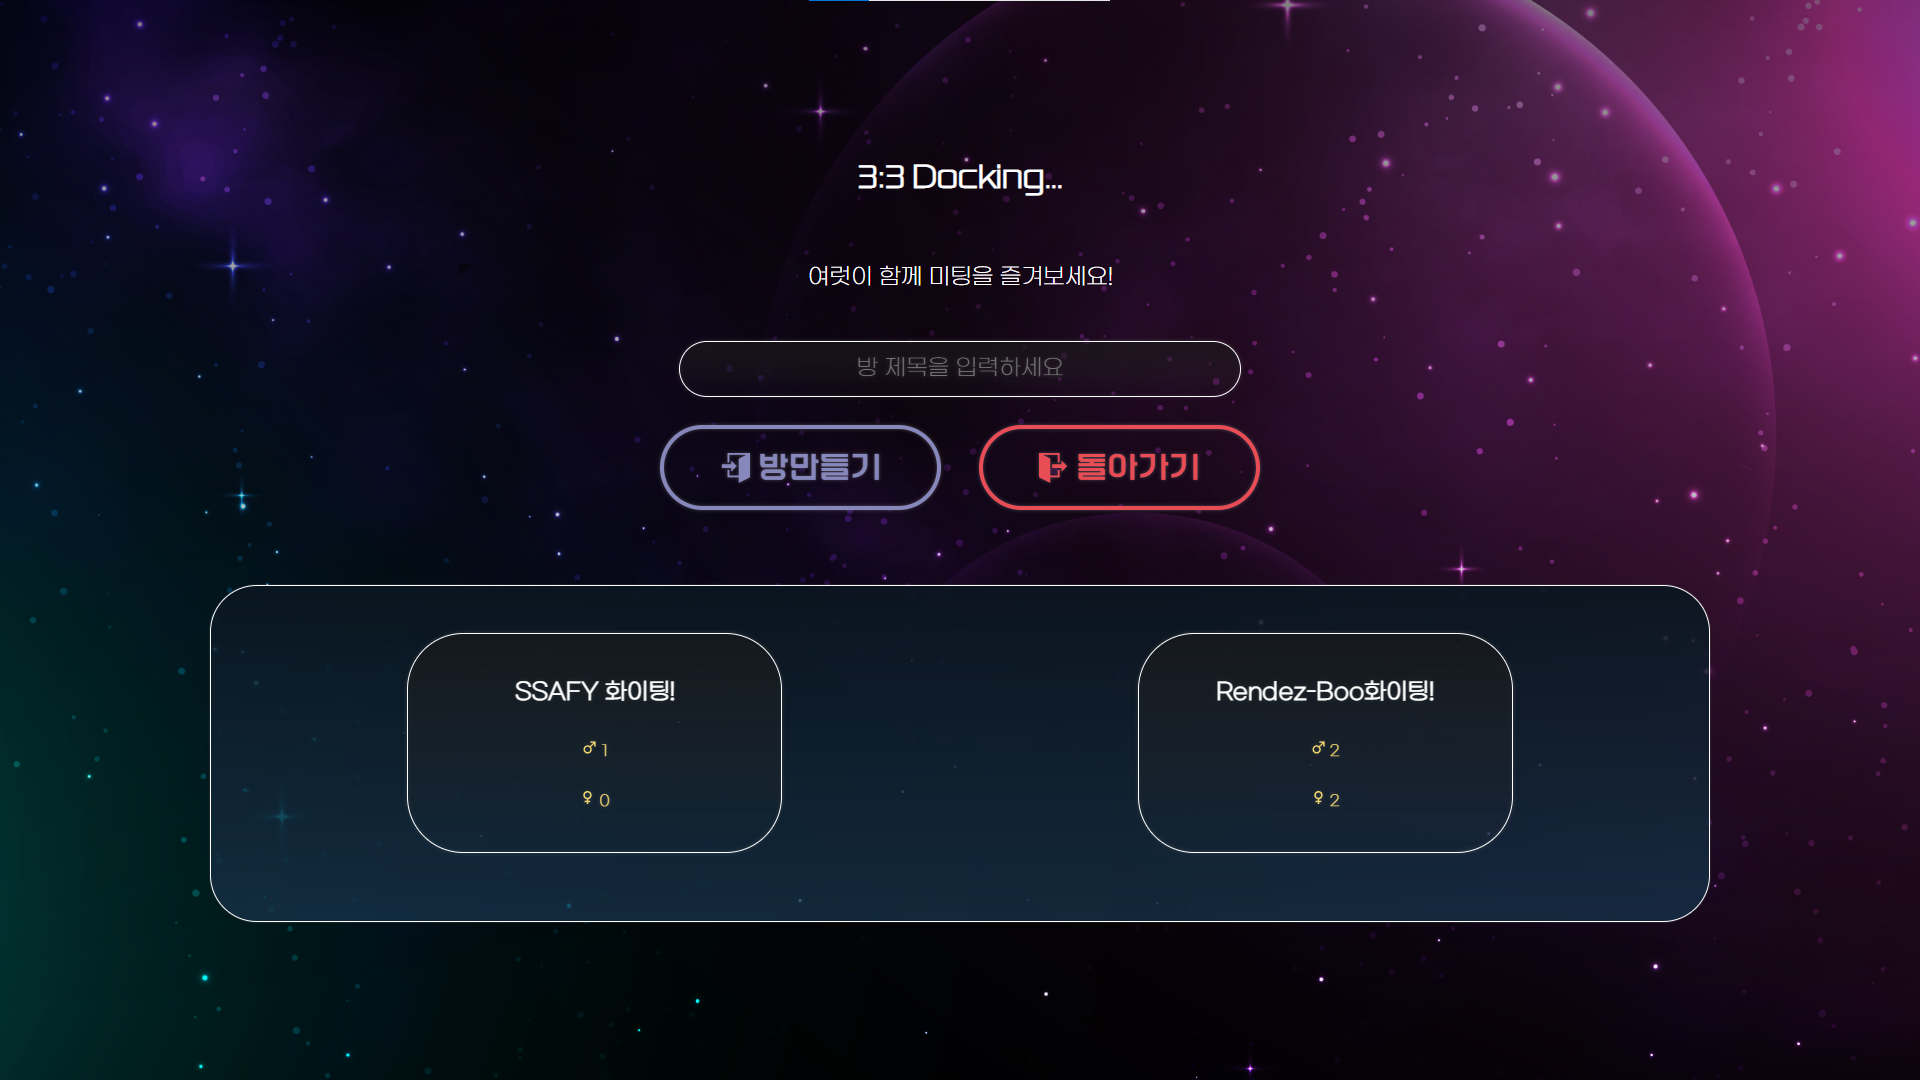 3:3 Docking...
여럿이 함께 미팅을 즐겨보세요!
방 제목을 입력하세요
방만들기
돌아가기
SSAFY 화이팅!
♂ 1
♀ 0
Rendez-Boo화이팅!
♂ 2
♀ 2